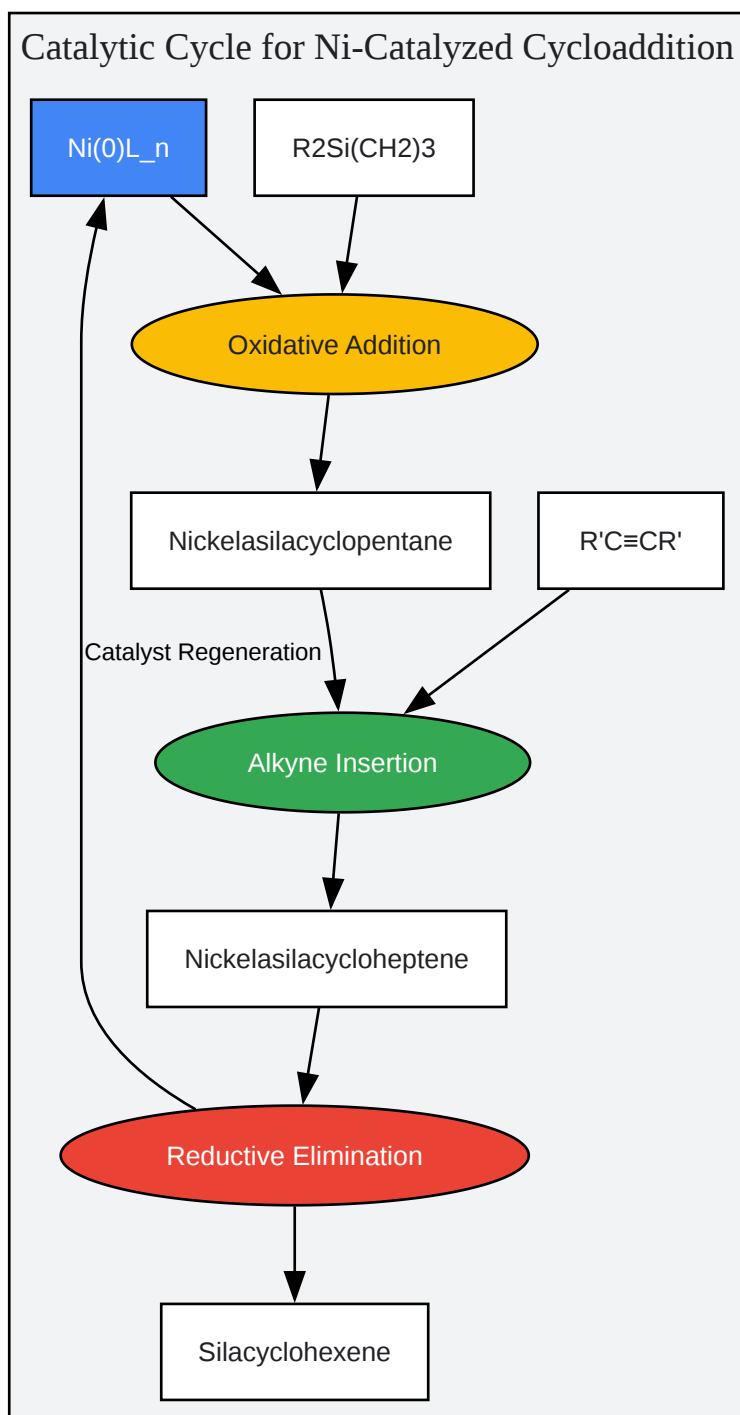 Catalytic Cycle for Ni-Catalyzed Cycloaddition
Ni(0)L_n
R2Si(CH2)3
Oxidative Addition
Nickelasilacyclopentane
R'C≡CR'
Catalyst Regeneration
Alkyne Insertion
Nickelasilacycloheptene
Reductive Elimination
Silacyclohexene